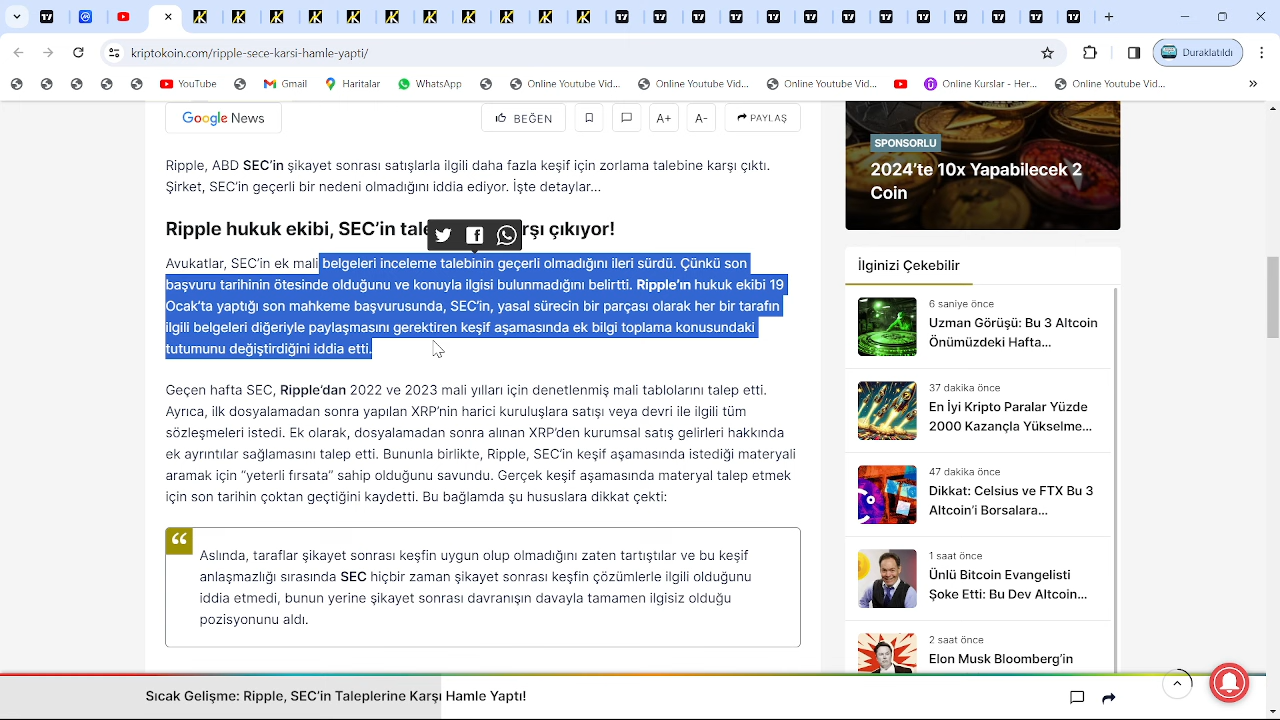 kriptokoin.com/ripple-sece-karsi-hamle-yapti/
Duraklatıldı
YouTube
Gmail
Haritalar
WhatsApp
Online Youtube Vid...
Online Youtube Vid...
Online Youtube Vid...
Online Kurslar - Her...
Online Youtube Vid...
Google News
BEĞEN
A+
A-
PAYLAŞ
Ripple, ABD SEC’in şikayet sonrası satışlarla ilgili daha fazla keşif için zorlama talebine karşı çıktı.
Şirket, SEC’in geçerli bir nedeni olmadığını iddia ediyor. İşte detaylar...
Ripple hukuk ekibi, SEC’in tale rşı çıkıyor!
Avukatlar, SEC’in ek mali belgeleri inceleme talebinin geçerli olmadığını ileri sürdü. Çünkü son
başvuru tarihinin ötesinde olduğunu ve konuyla ilgisi bulunmadığını belirtti. Ripple’ın hukuk ekibi 19
Ocak’ta yaptığı son mahkeme başvurusunda, SEC’in, yasal sürecin bir parçası olarak her bir tarafın
ilgili belgeleri diğeriyle paylaşmasını gerektiren keşif aşamasında ek bilgi toplama konusundaki
tutumunu değiştirdiğini iddia etti.
Geçen hafta SEC, Ripple’dan 2022 ve 2023 mali yılları için denetlenmiş mali tablolarını talep etti.
Ayrıca, ilk dosyalamadan sonra yapılan XRP’nin harici kuruluşlara satışı veya devri ile ilgili tüm
sözleşmeleri istedi. Ek olarak, dosyalamadan sonra alınan XRP’den kurumsal satış gelirleri hakkında
ek ayrıntılar sağlamasını talep etti. Bununla birlikte, Ripple, SEC’in keşif aşamasında istediği materyali
aramak için “yeterli fırsata” sahip olduğunu savundu. Gerçek keşif aşamasında materyal talep etmek
için son tarihin çoktan geçtiğini kaydetti. Bu bağlamda şu hususlara dikkat çekti:
Aslında, taraflar şikayet sonrası keşfin uygun olup olmadığını zaten tartıştılar ve bu keşif
anlaşmazlığı sırasında SEC hiçbir zaman şikayet sonrası keşfin çözümlerle ilgili olduğunu
iddia etmedi, bunun yerine şikayet sonrası davranışın davayla tamamen ilgisiz olduğu
pozisyonunu aldı.
SPONSORLU
2024’te 10x Yapabilecek 2
Coin
İlginizi Çekebilir
6 saniye önce
Uzman Görüşü: Bu 3 Altcoin
Önümüzdeki Hafta...
37 dakika önce
En İyi Kripto Paralar Yüzde
2000 Kazançla Yükselme...
47 dakika önce
Dikkat: Celsius ve FTX Bu 3
Altcoin’i Borsalara...
1 saat önce
Ünlü Bitcoin Evangelisti
Şoke Etti: Bu Dev Altcoin...
2 saat önce
Elon Musk Bloomberg’in
Sıcak Gelişme: Ripple, SEC’in Taleplerine Karşı Hamle Yaptı!